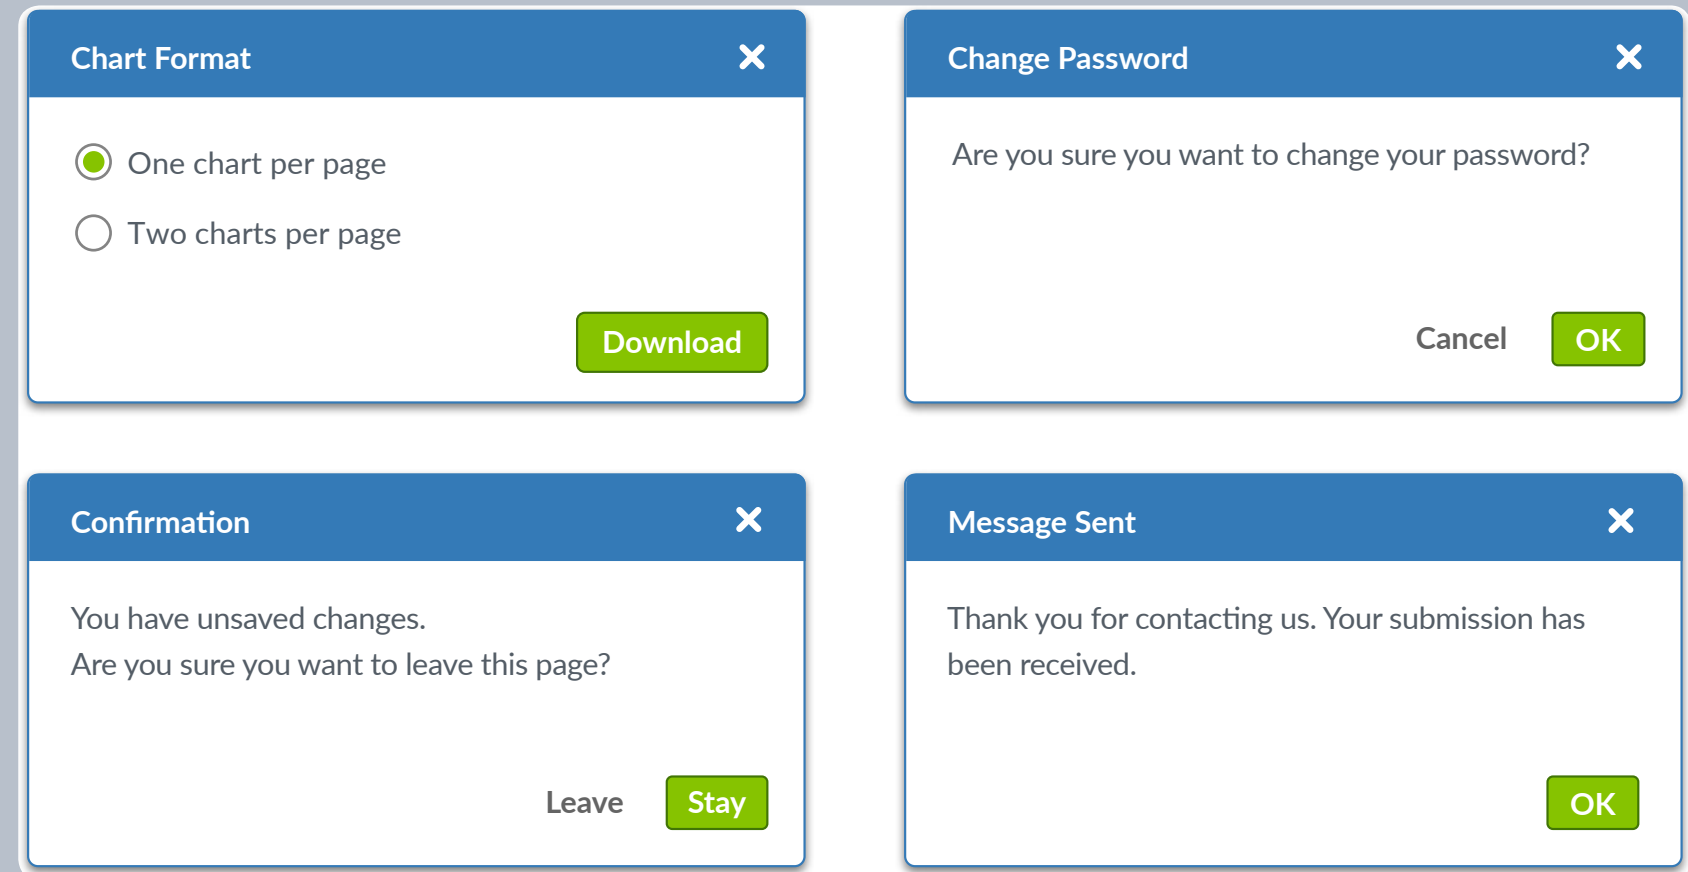 Chart Format
One chart per page
Two charts per page
Download
Change Password
Are you sure you want to change your password?
Cancel
OK
Confirmation
You have unsaved changes.
Are you sure you want to leave this page?
Leave
Stay
Message Sent
Thank you for contacting us. Your submission has
been received.
OK